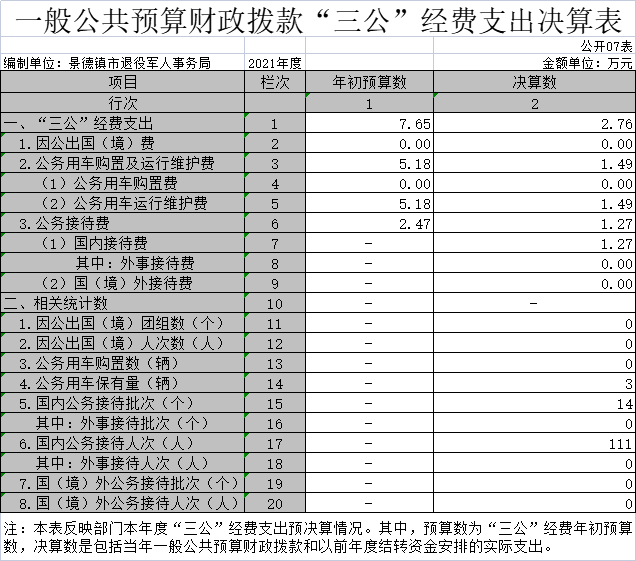 一般公共预算财政拨款“三公”经费支出决算表
公开07表
编制单位：景德镇市退役军人事务局 2021年度 金额单位：万元
项目 栏次 年初预算数 决算数
行次 1 2
一、“三公”经费支出 1 7.65 2.76
1.因公出国（境）费 2 0.00 0.00
2.公务用车购置及运行维护费 3 5.18 1.49
（1）公务用车购置费 4 0.00 0.00
（2）公务用车运行维护费 5 5.18 1.49
3.公务接待费 6 2.47 1.27
（1）国内接待费 7 － 1.27
其中：外事接待费 8 － 0.00
（2）国（境）外接待费 9 － 0.00
二、相关统计数 10 － －
1.因公出国（境）团组数（个） 11 － 0
2.因公出国（境）人次数（人） 12 － 0
3.公务用车购置数（辆） 13 － 0
4.公务用车保有量（辆） 14 － 3
5.国内公务接待批次（个） 15 － 14
其中：外事接待批次（个） 16 － 0
6.国内公务接待人次（人） 17 － 111
其中：外事接待人次（人） 18 － 0
7.国（境）外公务接待批次（个） 19 － 0
8.国（境）外公务接待人次（人） 20 － 0
注：本表反映部门本年度“三公”经费支出预决算情况。其中，预算数为“三公”经费年初预算
数，决算数是包括当年一般公共预算财政拨款和以前年度结转资金安排的实际支出。